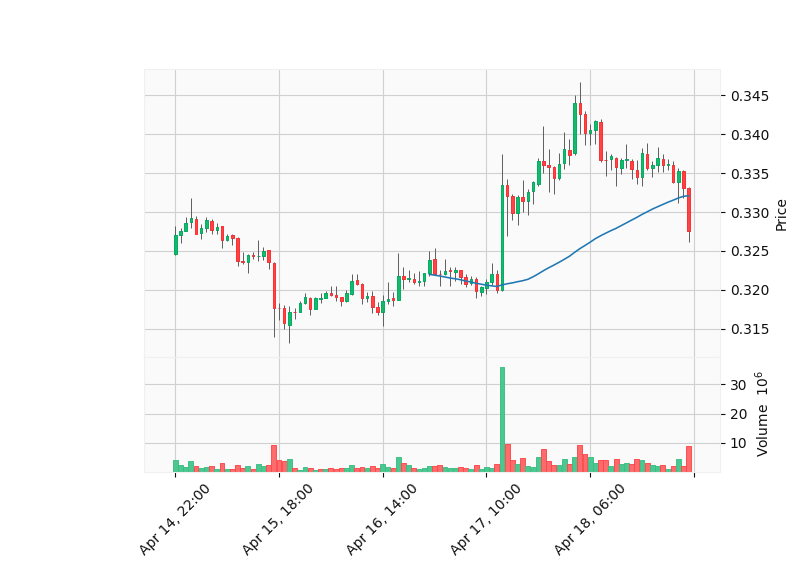 0.345
0.340
0.335
0.330
0.325
0.320
0.315
Price
30
20
10
Volume 10^6
Apr 14, 22:00
Apr 15, 18:00
Apr 16, 14:00
Apr 17, 10:00
Apr 18, 06:00